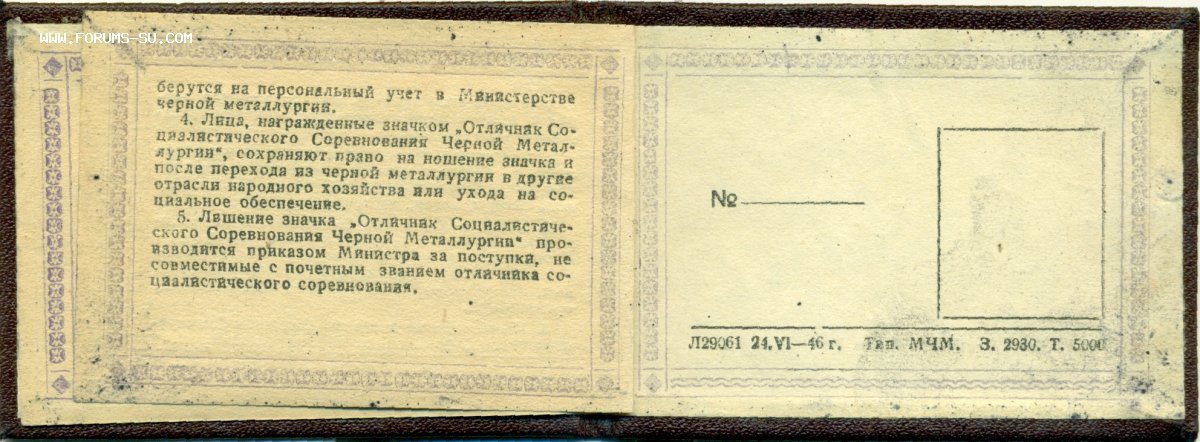 WWW.FORUMS-SU.COM
берутся на персональный учет в Министерстве
черной металлургии.
4. Лица, награжденные значком „Отличник Со-
циалистического Соревнования Черной Метал-
лургии“, сохраняют право на ношение значка и
после перехода из черной металлургии в другие
отрасли народного хозяйства или ухода на со-
циальное обеспечение.
5. Лишение значка „Отличник Социалистиче-
ского Соревнования Черной Металлургии“ про-
изводится приказом Министра за поступки, не
совместимые с почетным званием отличника со-
циалистического соревнования.
№
Л29061 24.VI—46 г. Тип. МЧМ. З. 2930. Т. 5000